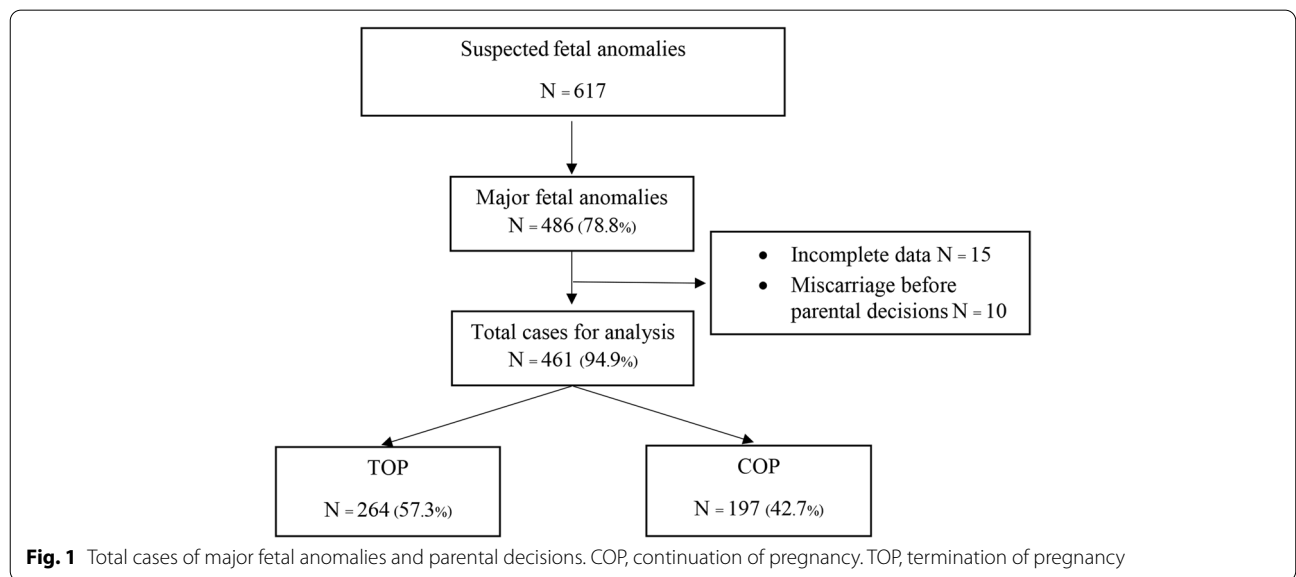 Suspected fetal anomalies
N = 617
Major fetal anomalies
N = 486 (78.8%)
• Incomplete data N = 15
• Miscarriage before
parental decisions N = 10
Total cases for analysis
N = 461 (94.9%)
TOP
N = 264 (57.3%)
COP
N = 197 (42.7%)
Fig. 1 Total cases of major fetal anomalies and parental decisions. COP, continuation of pregnancy. TOP, termination of pregnancy